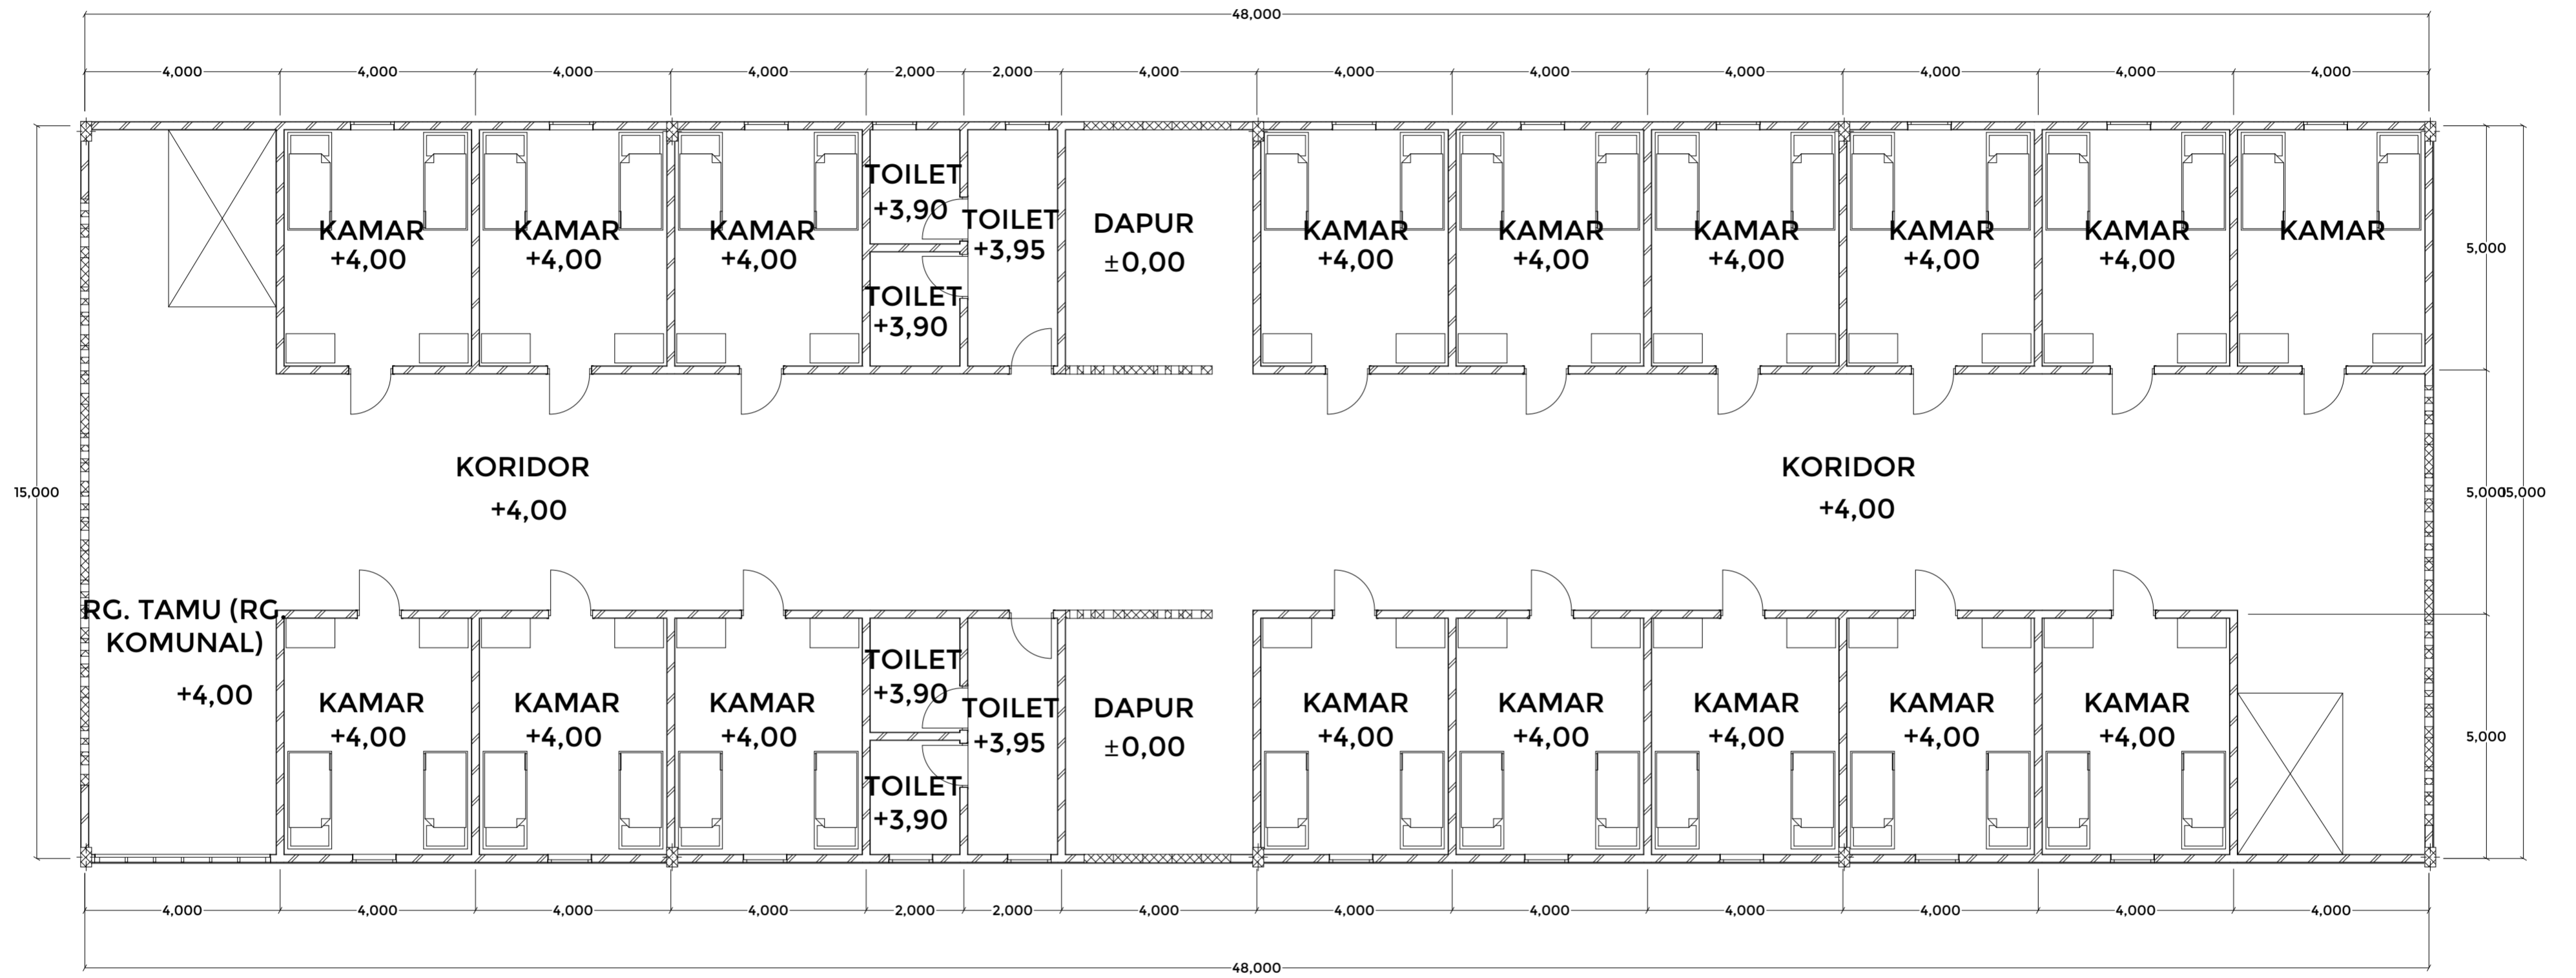 48,000
4,000 4,000 4,000 4,000 2,000 2,000 4,000 4,000 4,000 4,000 4,000 4,000 4,000
TOILET
+3,90
KAMAR KAMAR KAMAR TOILET DAPUR KAMAR KAMAR KAMAR KAMAR KAMAR KAMAR
+4,00 +4,00 +4,00 +3,95 ±0,00 +4,00 +4,00 +4,00 +4,00 +4,00
5,000
TOILET
+3,90
KORIDOR KORIDOR
+4,00 +4,00
15,000
5,000
15,000
RG. TAMU (RG.
KOMUNAL)
+4,00
TOILET
+3,90
KAMAR KAMAR KAMAR TOILET DAPUR KAMAR KAMAR KAMAR KAMAR KAMAR
+4,00 +4,00 +4,00 +3,95 ±0,00 +4,00 +4,00 +4,00 +4,00 +4,00
5,000
TOILET
+3,90
4,000 4,000 4,000 4,000 2,000 2,000 4,000 4,000 4,000 4,000 4,000 4,000 4,000
48,000